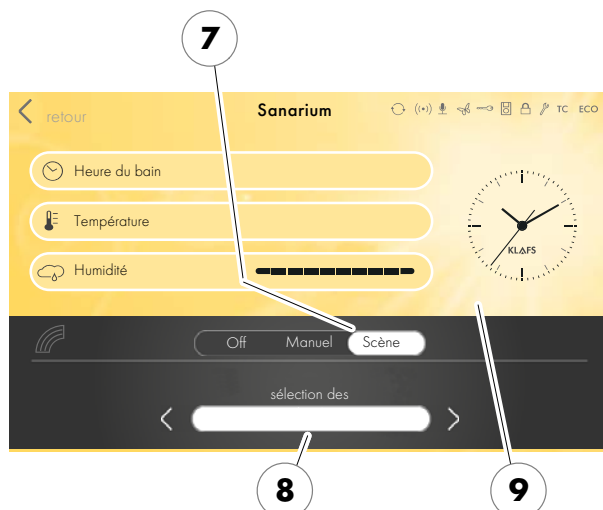 7
retour Sanarium TC ECO
Heure du bain
Température
KLAFS
Humidité
Off Manuel Scène
sélection des
8 9